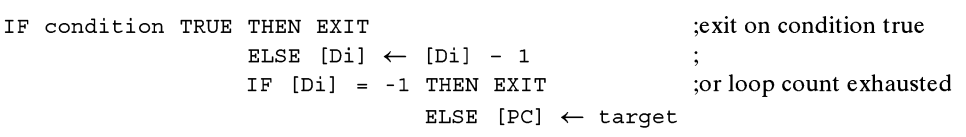 IF condition TRUE THEN EXIT ;exit on condition true
ELSE [Di] ← [Di] - 1 ;
IF [Di] = -1 THEN EXIT ;or loop count exhausted
ELSE [PC] ← target